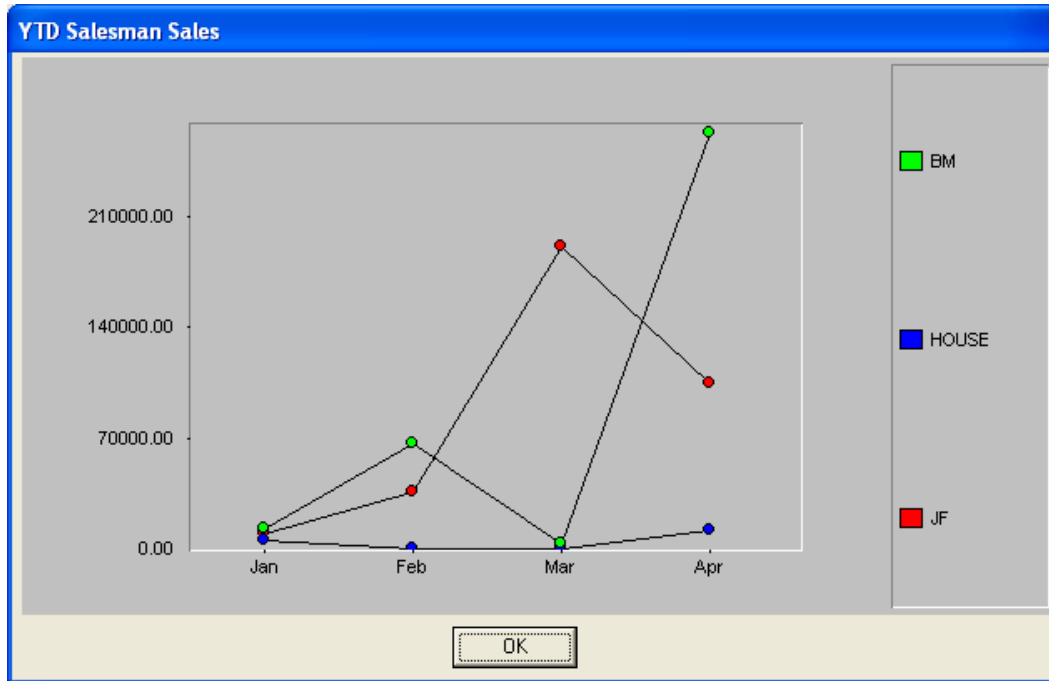 YTD Salesman Sales
210000.00
140000.00
70000.00
0.00
Jan Feb Mar Apr
BM
HOUSE
JF
OK